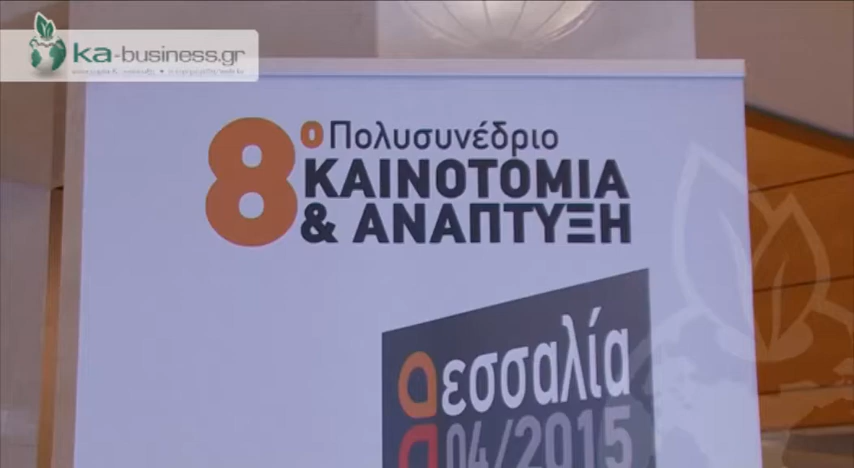 ka-business.gr
8ο Πολυσυνέδριο
ΚΑΙΝΟΤΟΜΙΑ
& ΑΝΑΠΤΥΞΗ
Θεσσαλία
04/2015